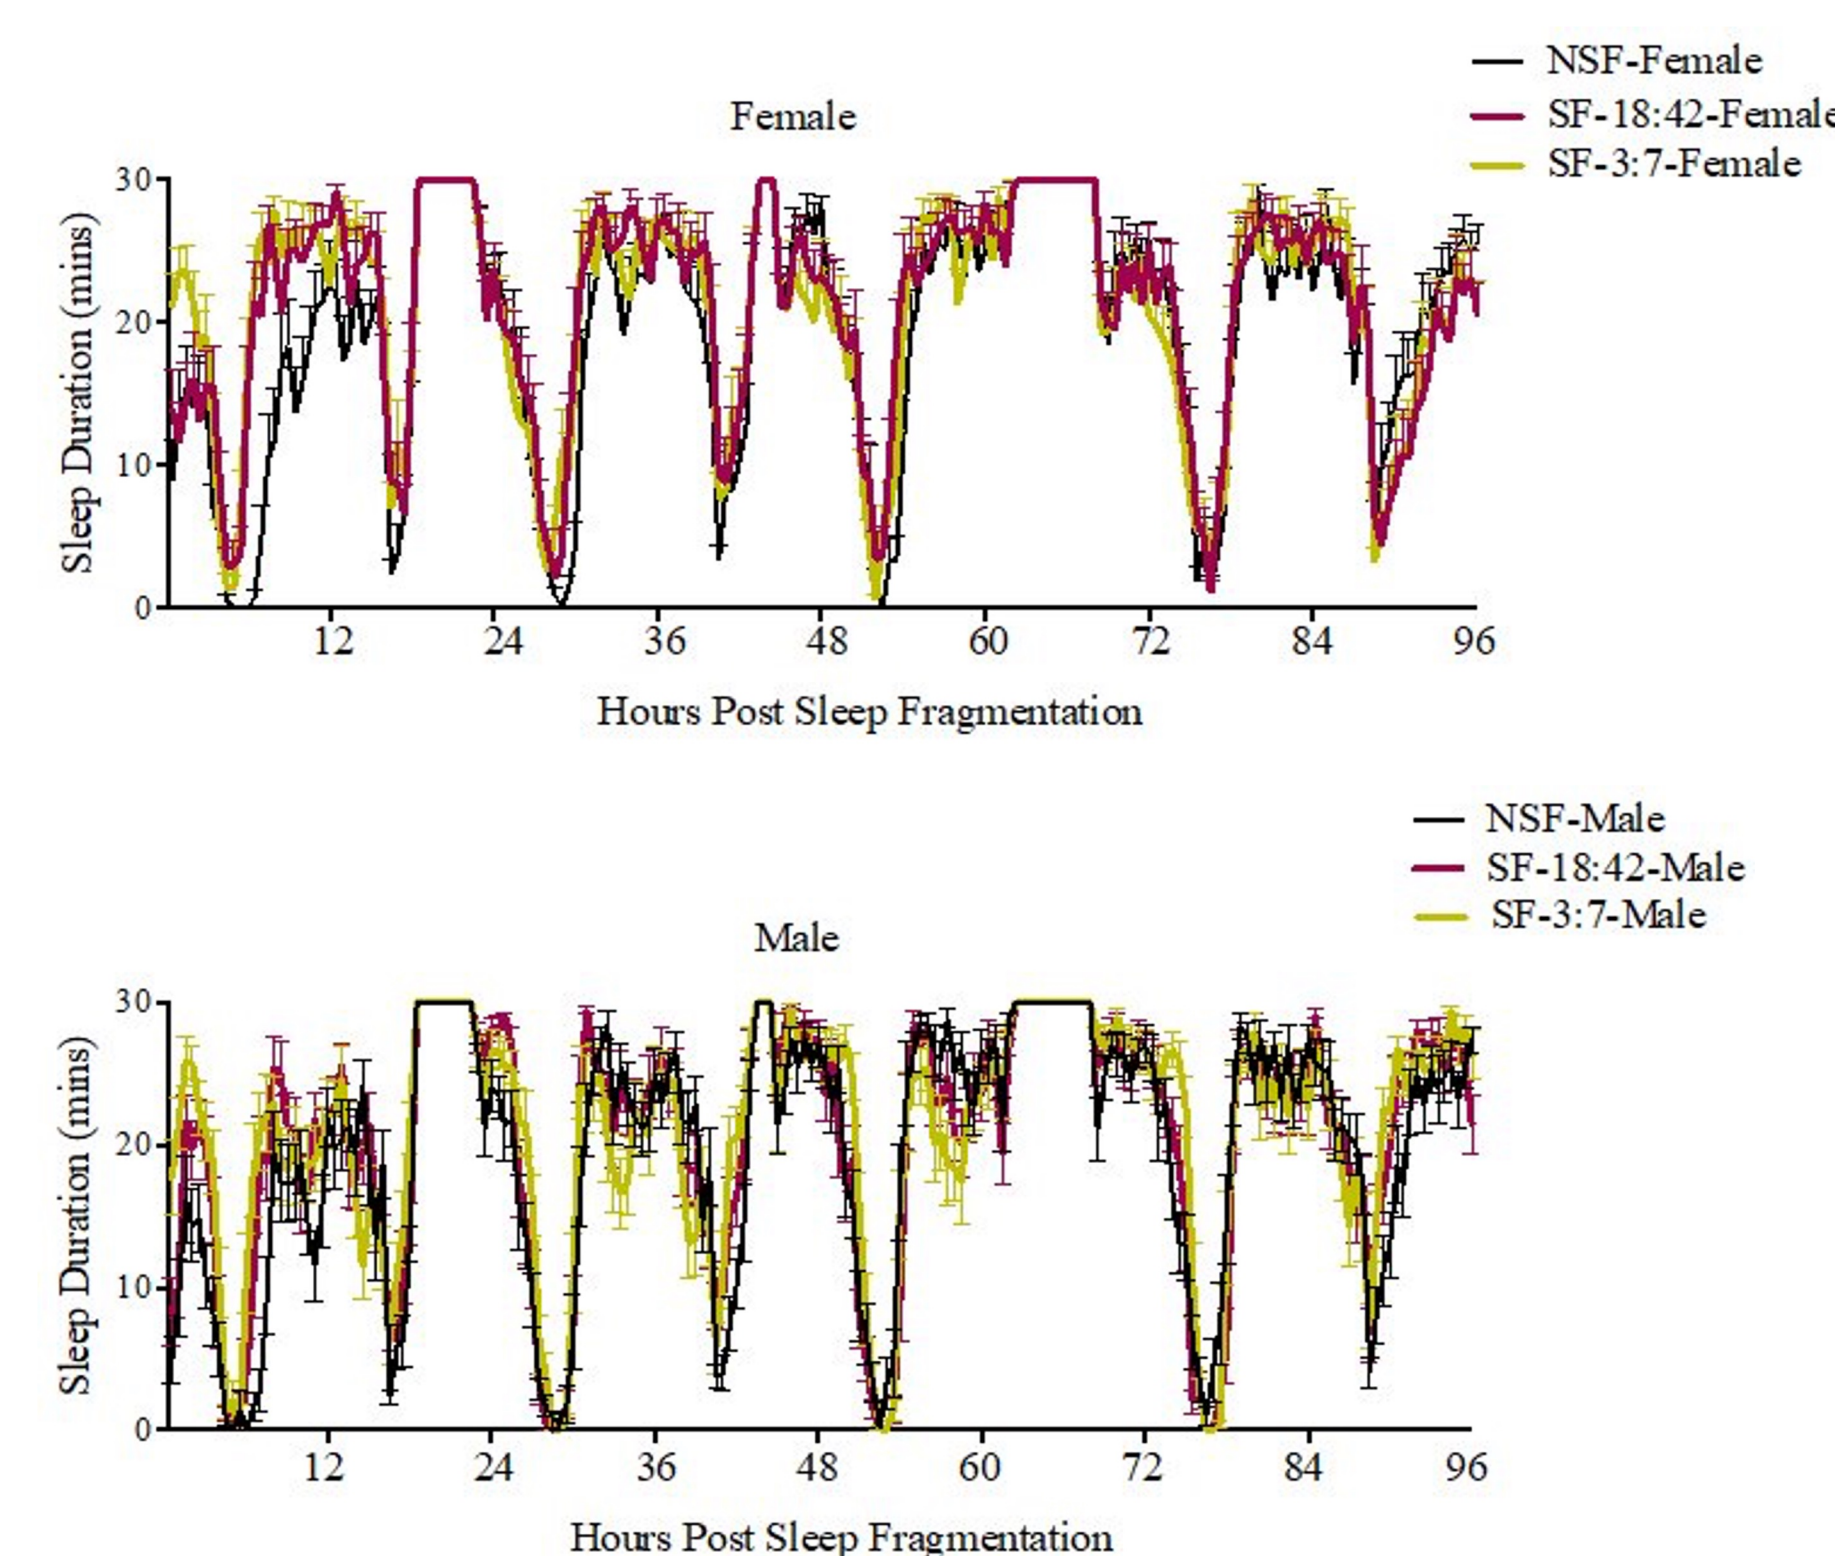 NSF-Female
SF-18:42-Female
SF-3:7-Female
Female
30
20
10
0
Sleep Duration (mins)
12 24 36 48 60 72 84 96
Hours Post Sleep Fragmentation
NSF-Male
SF-18:42-Male
SF-3:7-Male
Male
30
20
10
0
Sleep Duration (mins)
12 24 36 48 60 72 84 96
Hours Post Sleep Fragmentation